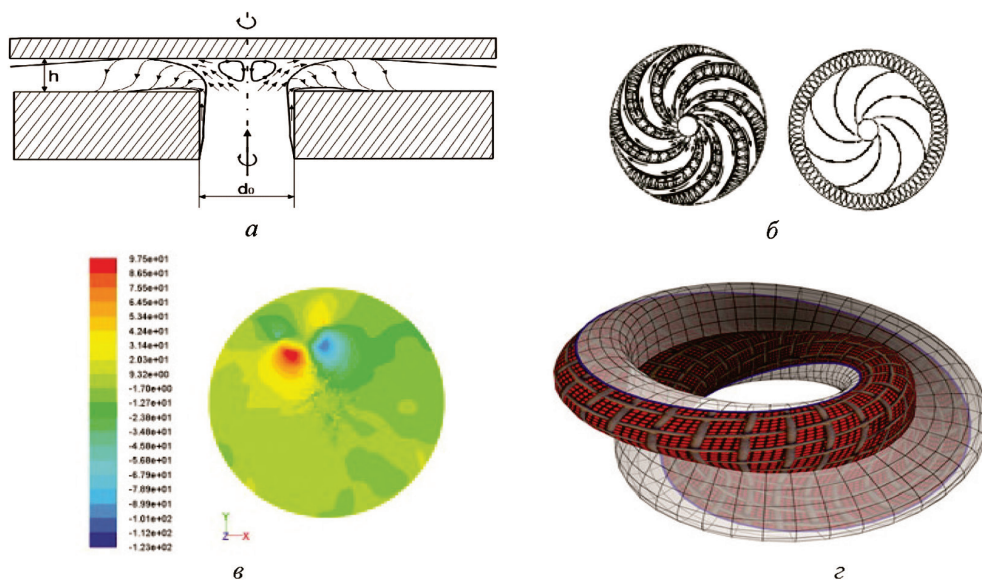 h
d₀
а
б
9.75e+01
8.65e+01
7.55e+01
6.45e+01
5.34e+01
4.24e+01
3.14e+01
2.03e+01
9.32e+00
-1.70e+00
-1.27e+01
-2.38e+01
-3.48e+01
-4.58e+01
-5.68e+01
-6.79e+01
-7.89e+01
-8.99e+01
-1.01e+02
-1.12e+02
-1.23e+02
Y
Z X
в
г